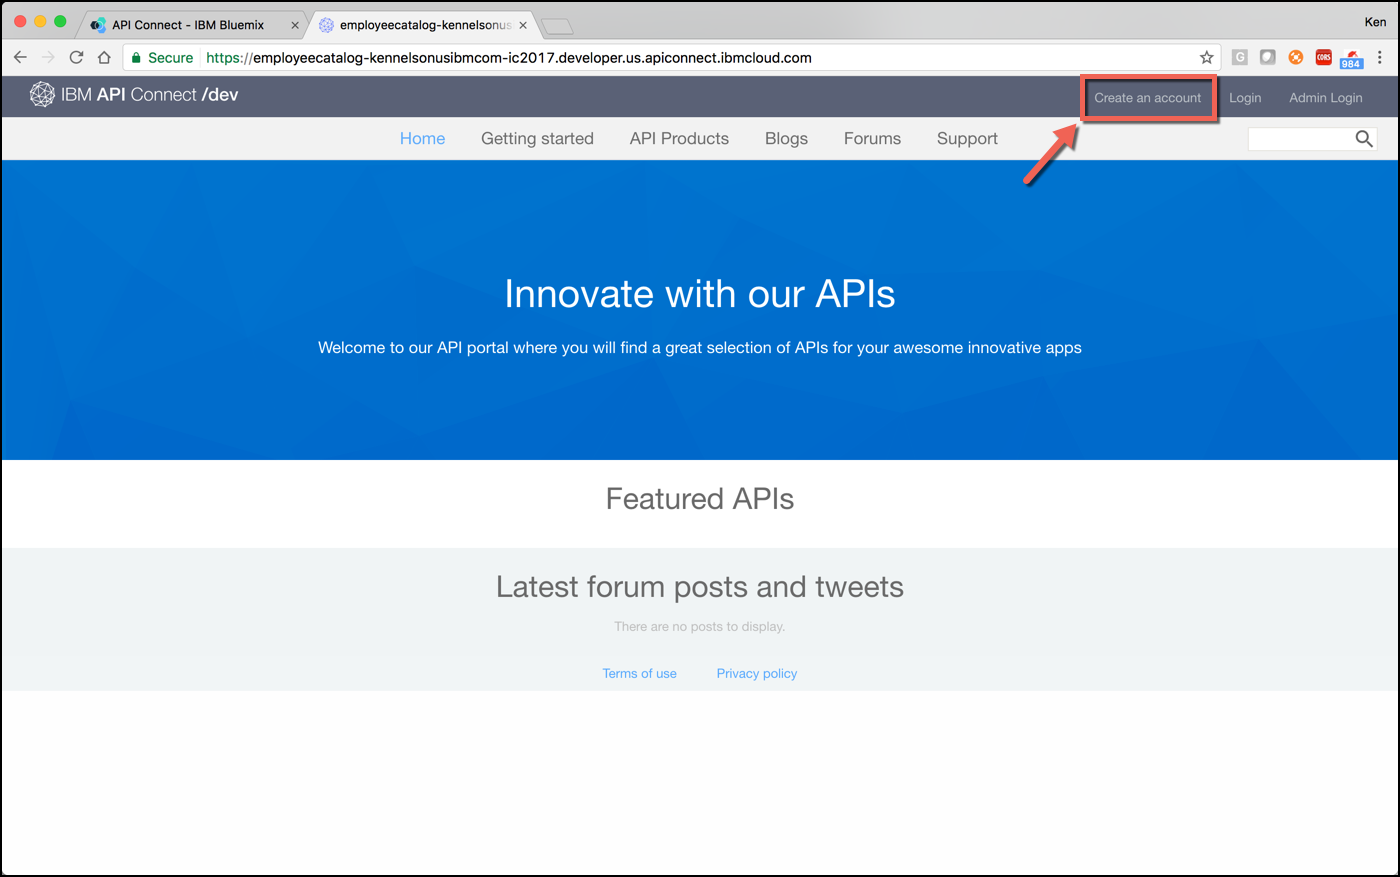 API Connect - IBM Bluemix
employeecatalog-kennelsonus
Ken
Secure https://employeecatalog-kennelsonusibmcom-ic2017.developer.us.apiconnect.ibmcloud.com
G
CORS
984
IBM API Connect /dev
Create an account Login Admin Login
Home Getting started API Products Blogs Forums Support
Innovate with our APIs
Welcome to our API portal where you will find a great selection of APIs for your awesome innovative apps
Featured APIs
Latest forum posts and tweets
There are no posts to display.
Terms of use Privacy policy